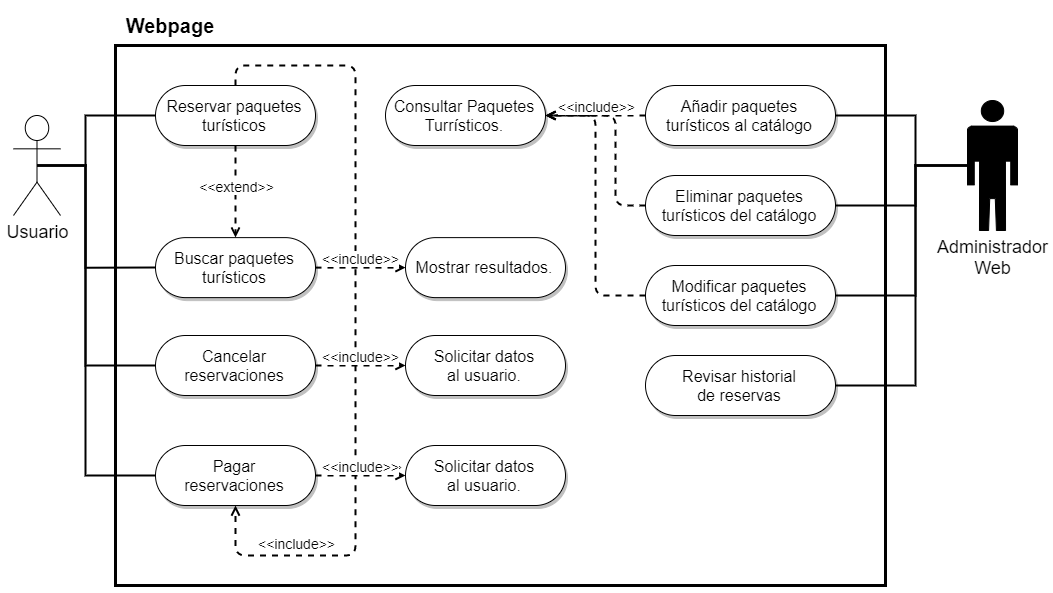 Webpage
Reservar paquetes
turísticos
Consultar Paquetes
Turrísticos.
<<include>>
Añadir paquetes
turísticos al catálogo
<<extend>>
Eliminar paquetes
turísticos del catálogo
Usuario
Administrador
Web
Buscar paquetes
turísticos
<<include>>
Mostrar resultados.
Modificar paquetes
turísticos del catálogo
Cancelar
reservaciones
<<include>>
Solicitar datos
al usuario.
Revisar historial
de reservas
Pagar
reservaciones
<<include>>
Solicitar datos
al usuario.
<<include>>